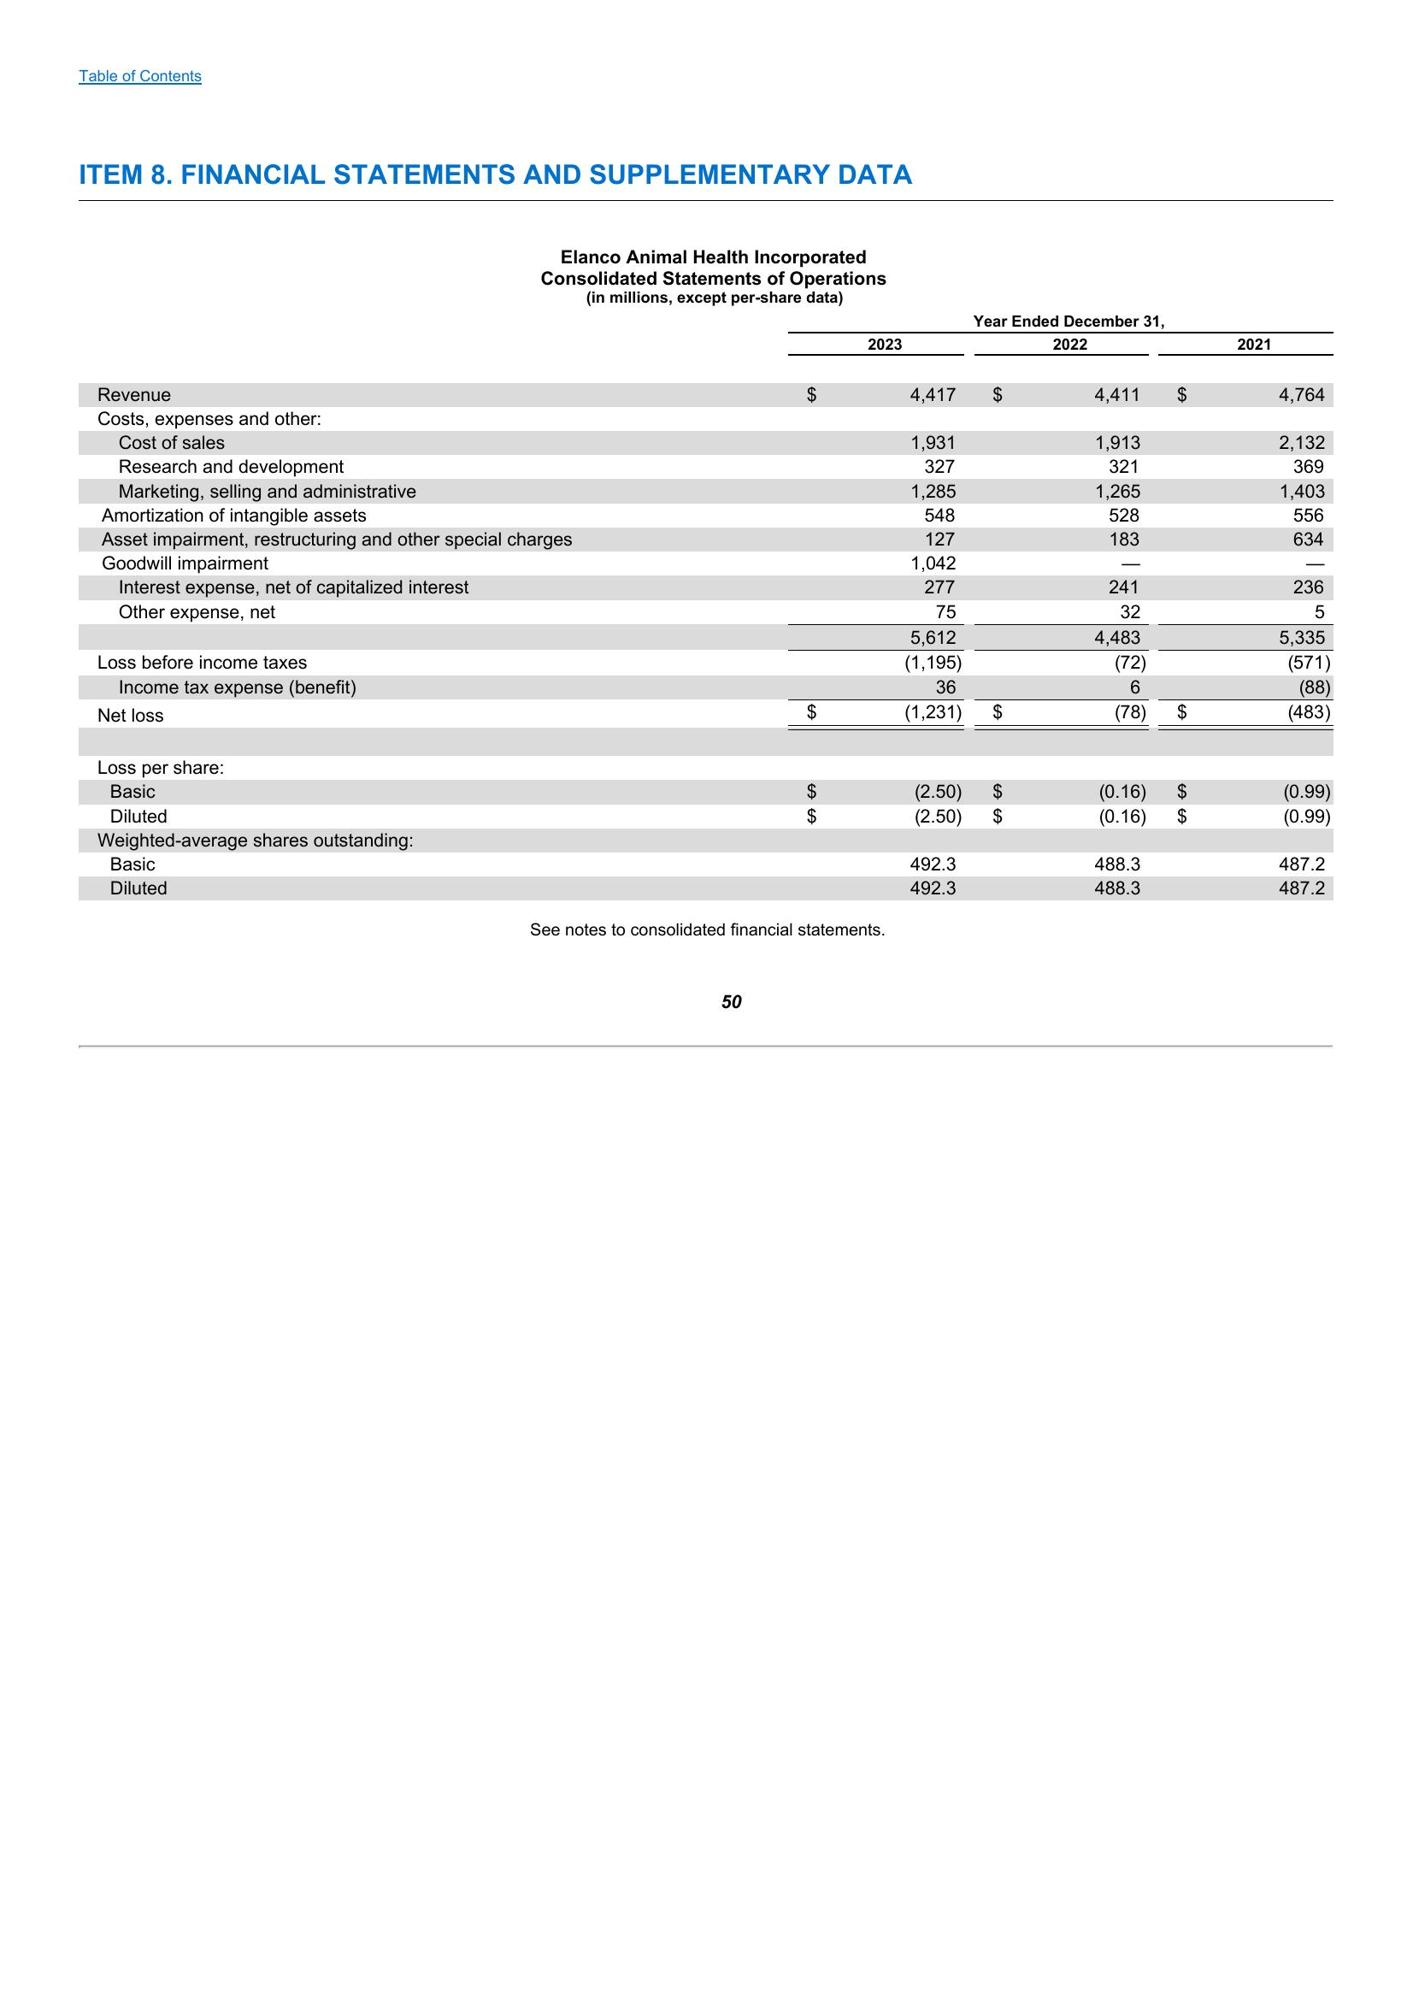 Table of Contents
ITEM 8. FINANCIAL STATEMENTS AND SUPPLEMENTARY DATA
Elanco Animal Health Incorporated
Consolidated Statements of Operations
(in millions, except per-share data)
Year Ended December 31,
2023 2022 2021
Revenue $ 4,417 $ 4,411 $ 4,764
Costs, expenses and other:
Cost of sales 1,931 1,913 2,132
Research and development 327 321 369
Marketing, selling and administrative 1,285 1,265 1,403
Amortization of intangible assets 548 528 556
Asset impairment, restructuring and other special charges 127 183 634
Goodwill impairment 1,042 — —
Interest expense, net of capitalized interest 277 241 236
Other expense, net 75 32 5
5,612 4,483 5,335
Loss before income taxes (1,195) (72) (571)
Income tax expense (benefit) 36 6 (88)
Net loss $ (1,231) $ (78) $ (483)
Loss per share:
Basic $ (2.50) $ (0.16) $ (0.99)
Diluted $ (2.50) $ (0.16) $ (0.99)
Weighted-average shares outstanding:
Basic 492.3 488.3 487.2
Diluted 492.3 488.3 487.2
See notes to consolidated financial statements.
50